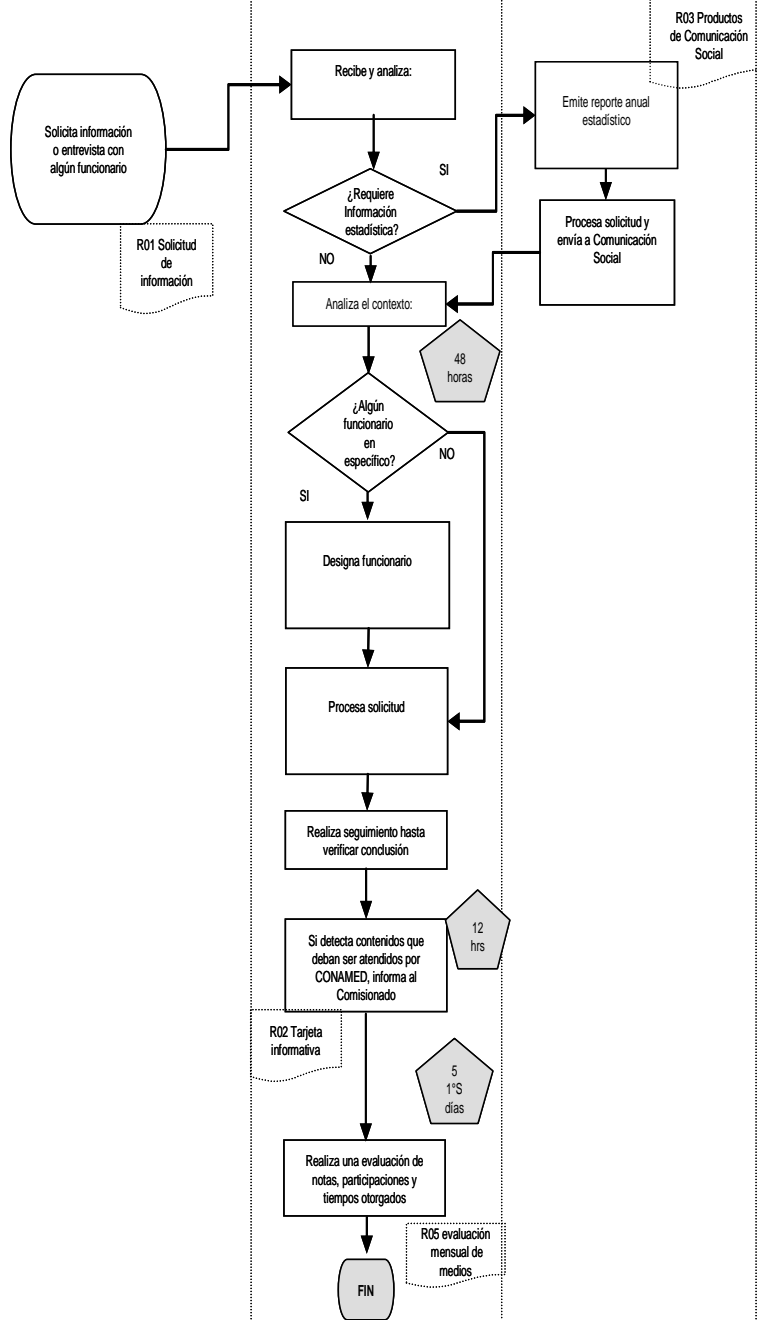 R03 Productos
de Comunicación
Social
Recibe y analiza:
Solicita información
o entrevista con
algún funcionario
Emite reporte anual
estadístico
SI
¿Requiere
Información
estadística?
R01 Solicitud
de
información
Procesa solicitud y
envía a Comunicación
Social
NO
Analiza el contexto:
48
horas
¿Algún
funcionario
en
específico?
NO
SI
Designa funcionario
Procesa solicitud
Realiza seguimiento hasta
verificar conclusión
Si detecta contenidos que
deban ser atendidos por
CONAMED, informa al
Comisionado
12
hrs
R02 Tarjeta
informativa
5
1°S
días
Realiza una evaluación de
notas, participaciones y
tiempos otorgados
R05 evaluación
mensual de
medios
FIN